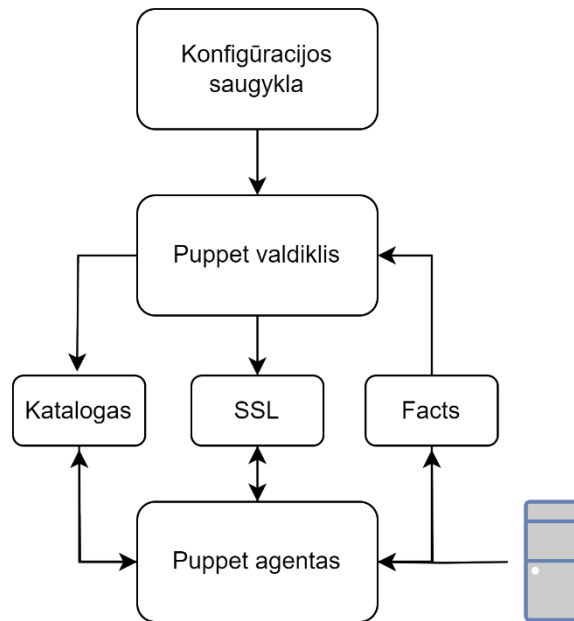 Konfigūracijos
saugykla
Puppet valdiklis
Katalogas
SSL
Facts
Puppet agentas